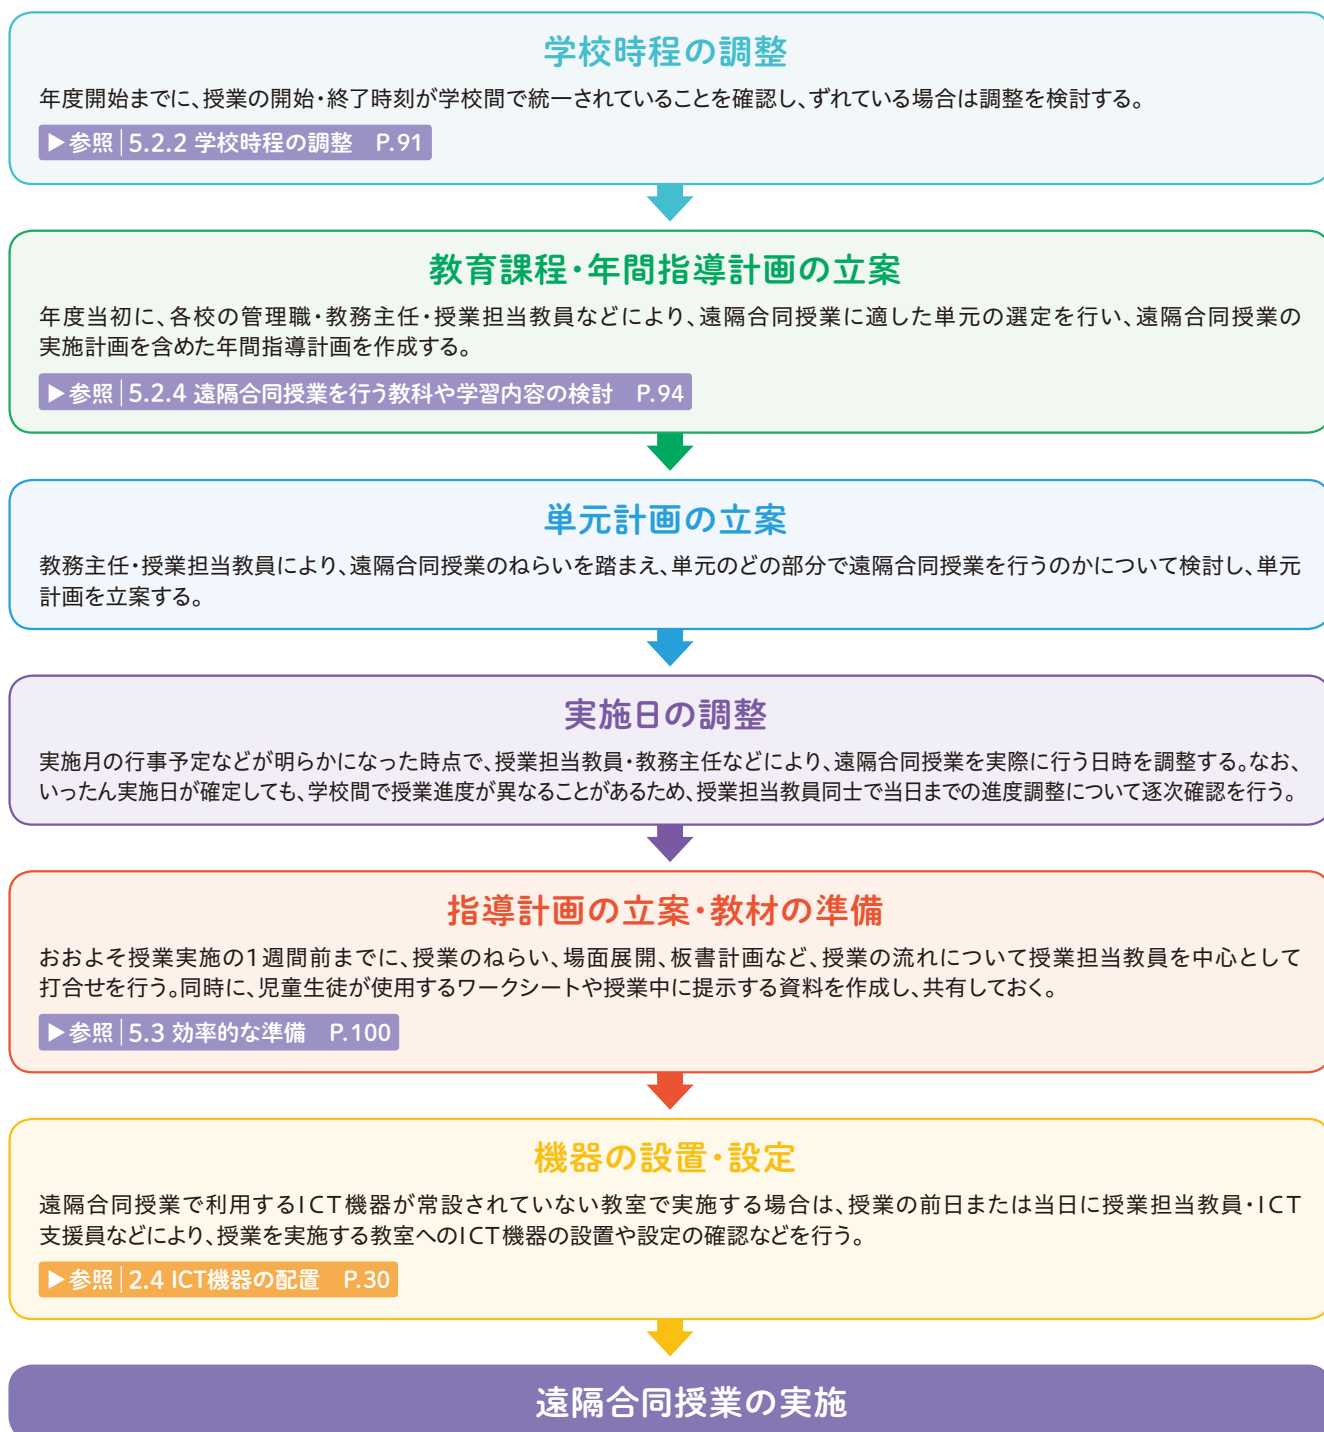 学校時程の調整
年度開始までに、授業の開始・終了時刻が学校間で統一されていることを確認し、ずれている場合は調整を検討する。
▶参照|5.2.2 学校時程の調整　P.91
教育課程・年間指導計画の立案
年度当初に、各校の管理職・教務主任・授業担当教員などにより、遠隔合同授業に適した単元の選定を行い、遠隔合同授業の
実施計画を含めた年間指導計画を作成する。
▶参照|5.2.4 遠隔合同授業を行う教科や学習内容の検討　P.94
単元計画の立案
教務主任・授業担当教員により、遠隔合同授業のねらいを踏まえ、単元のどの部分で遠隔合同授業を行うのかについて検討し、単元
計画を立案する。
実施日の調整
実施月の行事予定などが明らかになった時点で、授業担当教員・教務主任などにより、遠隔合同授業を実際に行う日時を調整する。なお、
いったん実施日が確定しても、学校間で授業進度が異なることがあるため、授業担当教員同士で当日までの進度調整について逐次確認を行う。
指導計画の立案・教材の準備
おおよそ授業実施の1週間前までに、授業のねらい、場面展開、板書計画など、授業の流れについて授業担当教員を中心として
打合せを行う。同時に、児童生徒が使用するワークシートや授業中に提示する資料を作成し、共有しておく。
▶参照|5.3 効率的な準備　P.100
機器の設置・設定
遠隔合同授業で利用するICT機器が常設されていない教室で実施する場合は、授業の前日または当日に授業担当教員・ICT
支援員などにより、授業を実施する教室へのICT機器の設置や設定の確認などを行う。
▶参照|2.4 ICT機器の配置　P.30
遠隔合同授業の実施